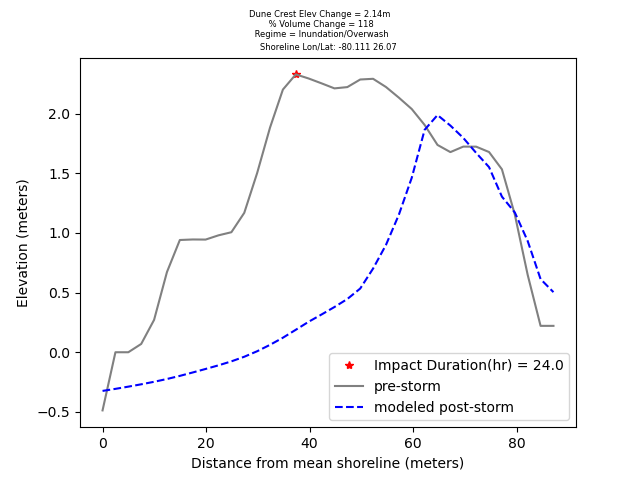 Dune Crest Elev Change = 2.14m
% Volume Change = 118
Regime = Inundation/Overwash
Shoreline Lon/Lat: -80.111 26.07
Elevation (meters)
2.0
1.5
1.0
0.5
0.0
−0.5
Impact Duration(hr) = 24.0
pre-storm
modeled post-storm
0 20 40 60 80
Distance from mean shoreline (meters)